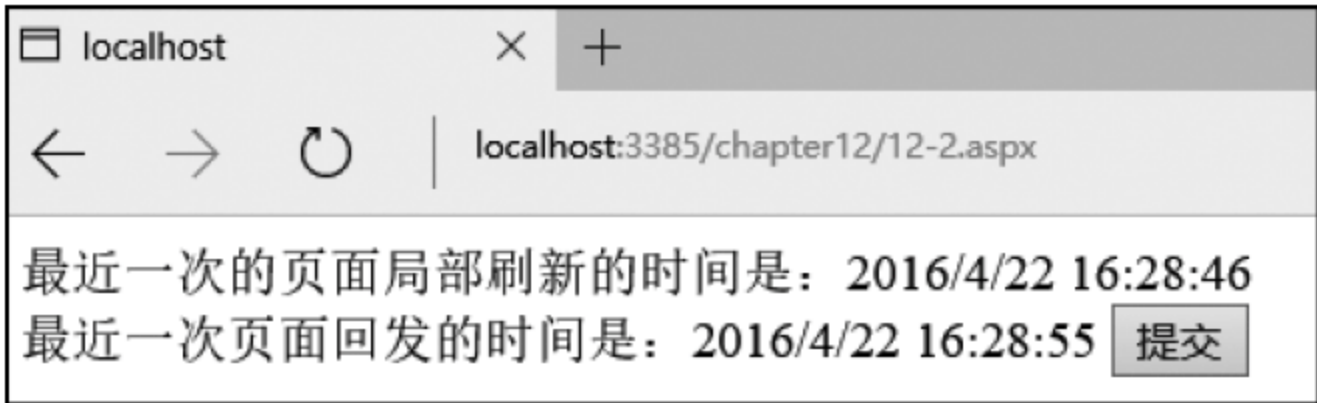 localhost
localhost:3385/chapter12/12-2.aspx
最近一次的页面局部刷新的时间是：2016/4/22 16:28:46
最近一次页面回发的时间是：2016/4/22 16:28:55 提交